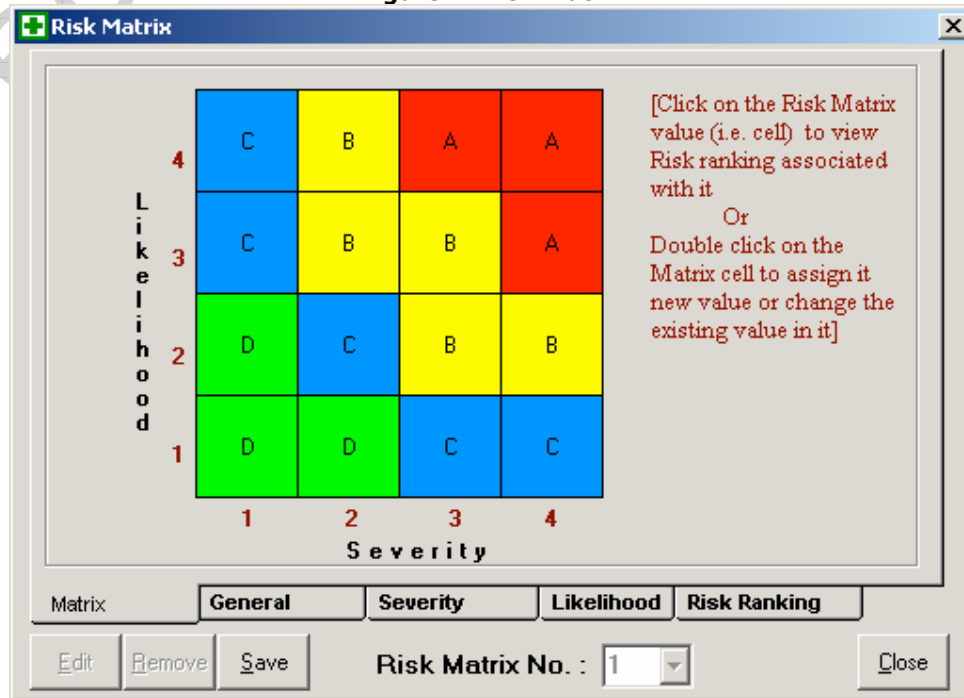 Risk Matrix
4 C B A A
3 C B B A
2 D C B B
1 D D C C
1 2 3 4
Likelihood
Severity
[Click on the Risk Matrix
value (i.e. cell) to view
Risk ranking associated
with it
Or
Double click on the
Matrix cell to assign it
new value or change the
existing value in it]
Matrix General Severity Likelihood Risk Ranking
Edit Remove Save Risk Matrix No. : 1 Close